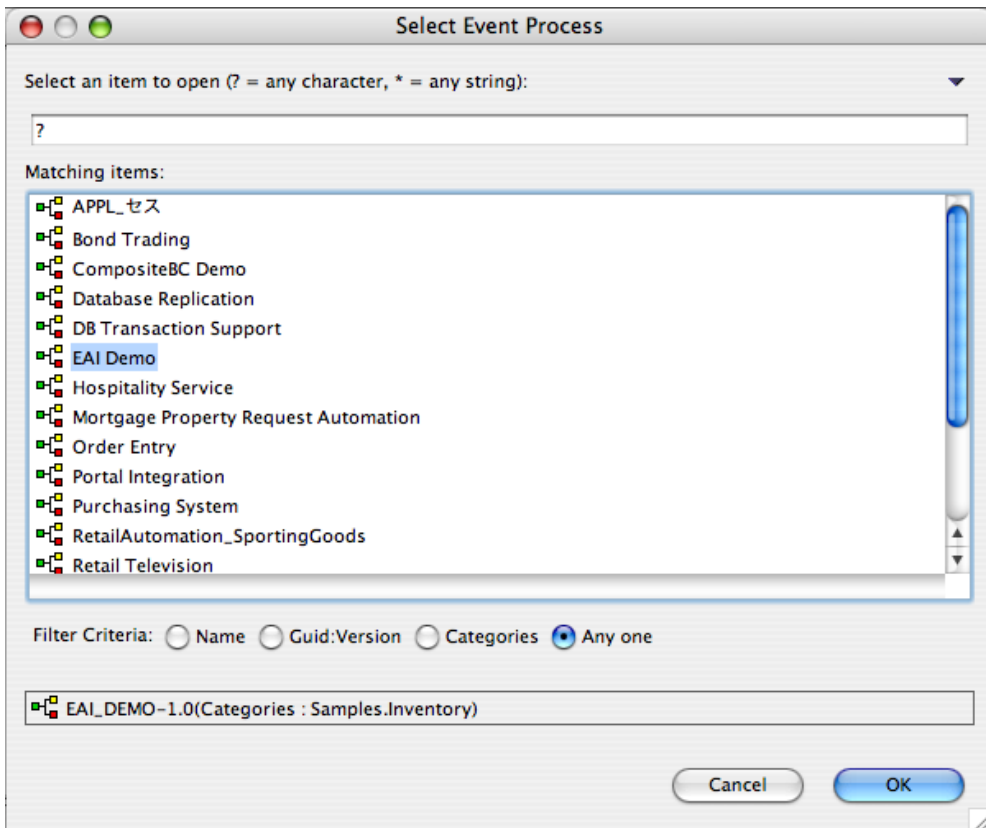 Select Event Process
Select an item to open (? = any character, * = any string):
?
Matching items:
APPL_セス
Bond Trading
CompositeBC Demo
Database Replication
DB Transaction Support
EAI Demo
Hospitality Service
Mortgage Property Request Automation
Order Entry
Portal Integration
Purchasing System
RetailAutomation_SportingGoods
Retail Television
Filter Criteria: Name Guid:Version Categories Any one
EAI_DEMO-1.0(Categories : Samples.Inventory)
Cancel OK